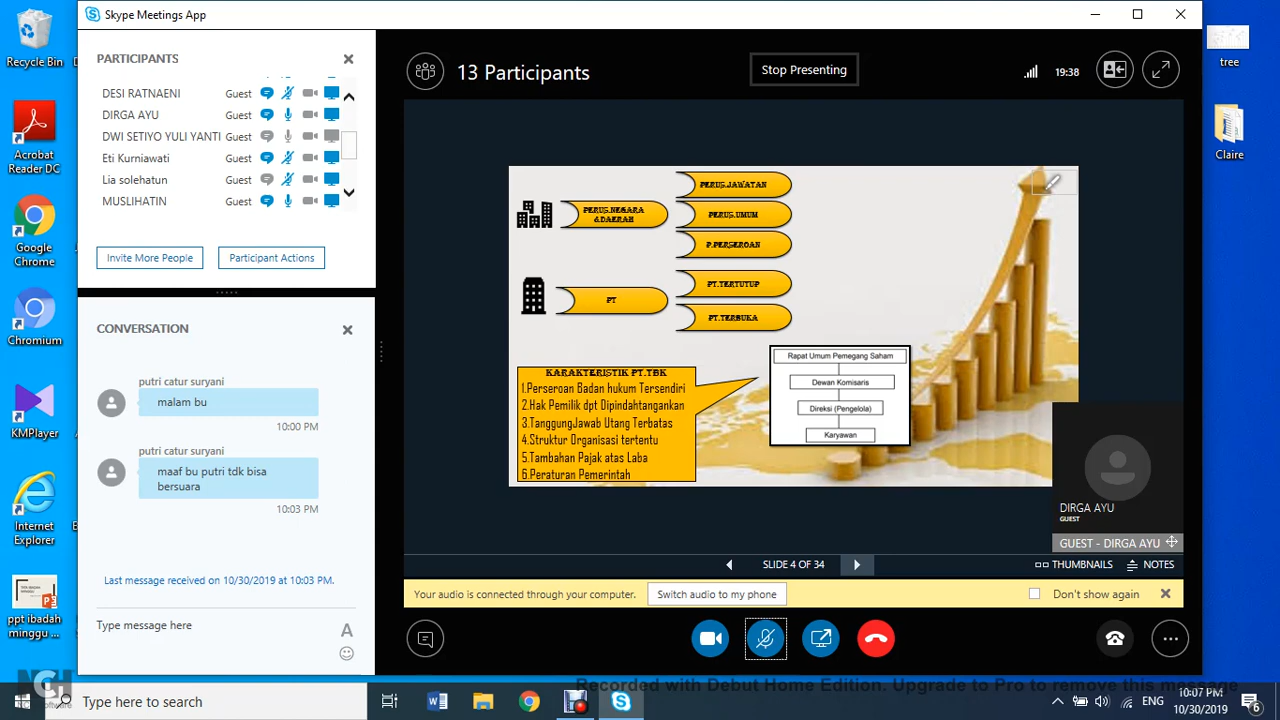 Skype Meetings App
Recycle Bin
Acrobat
Reader DC
Google
Chrome
Chromium
KMPlayer
Internet
Explorer
ppt ibadah
minggu ...
tree
Claire
PARTICIPANTS
DESI RATNAENI Guest
DIRGA AYU Guest
DWI SETIYO YULI YANTI Guest
Eti Kurniawati Guest
Lia solehatun Guest
MUSLIHATIN Guest
Invite More People
Participant Actions
CONVERSATION
putri catur suryani
malam bu
10:00 PM
putri catur suryani
maaf bu putri tdk bisa
bersuara
10:03 PM
Last message received on 10/30/2019 at 10:03 PM.
Type message here
A
13 Participants
Stop Presenting
19:38
PERUS.NEGARA
&DAERAH
PERUS.JAWATAN
PERUS.UMUM
P.PERSEROAN
PT
PT.TERTUTUP
PT.TERBUKA
KARAKTERISTIK PT.TBK
1.Perseroan Badan hukum Tersendiri
2.Hak Pemilik dpt Dipindahtangankan
3.TanggungJawab Utang Terbatas
4.Struktur Organisasi tertentu
5.Tambahan Pajak atas Laba
6.Peraturan Pemerintah
Rapat Umum Pemegang Saham
Dewan Komisaris
Direksi (Pengelola)
Karyawan
DIRGA AYU
GUEST
GUEST - DIRGA AYU
SLIDE 4 OF 34
THUMBNAILS
NOTES
Your audio is connected through your computer.
Switch audio to my phone
Don't show again
Recorded with Debut Home Edition. Upgrade to Pro to remove this message
NCH
Software
Type here to search
ENG
10:07 PM
10/30/2019
6